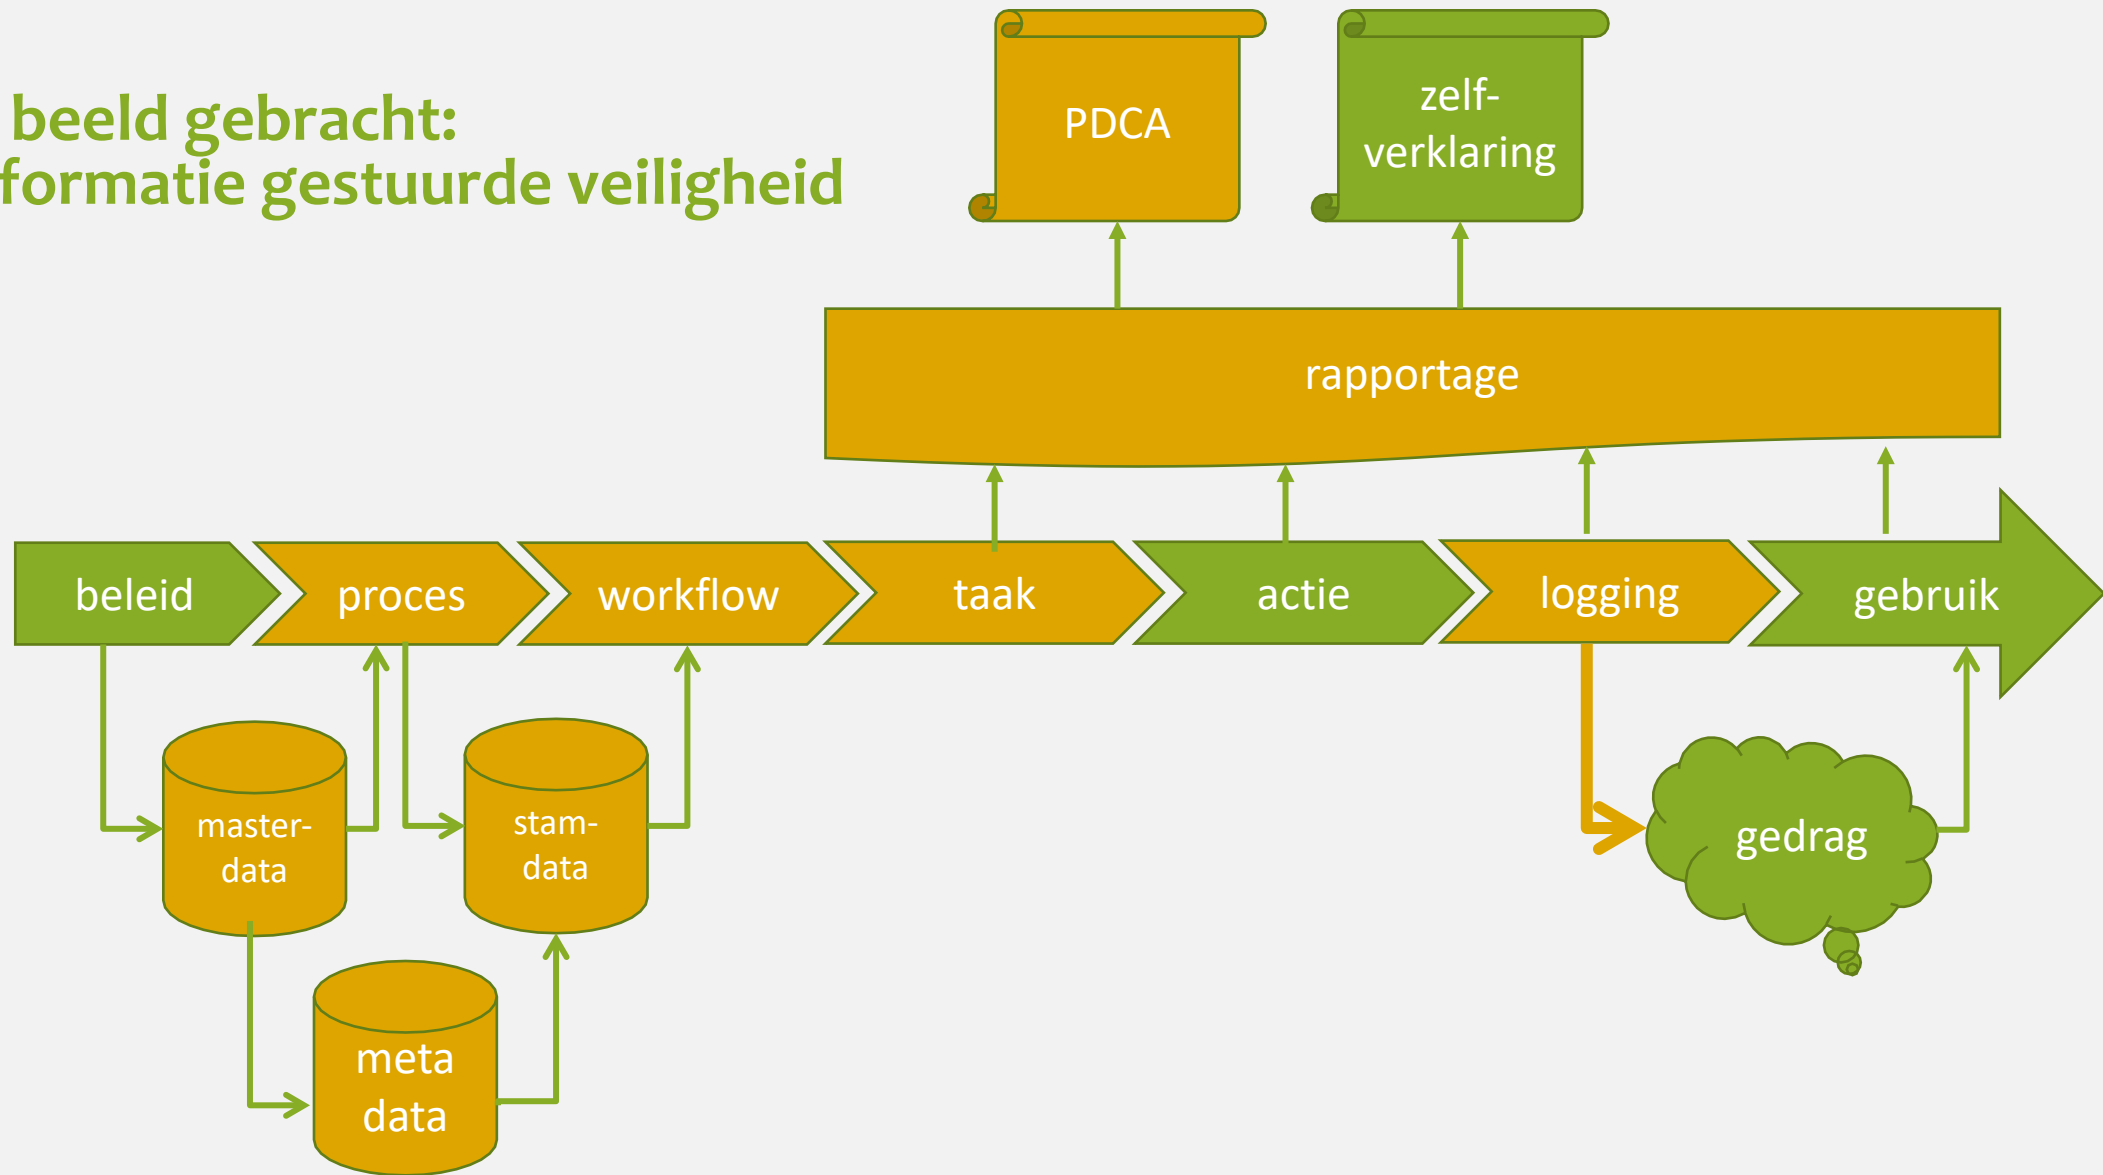 beeld gebracht:
formatie gestuurde veiligheid
PDCA
zelf-
verklaring
rapportage
beleid
proces
workflow
taak
actie
logging
gebruik
master-
data
stam-
data
gedrag
meta
data